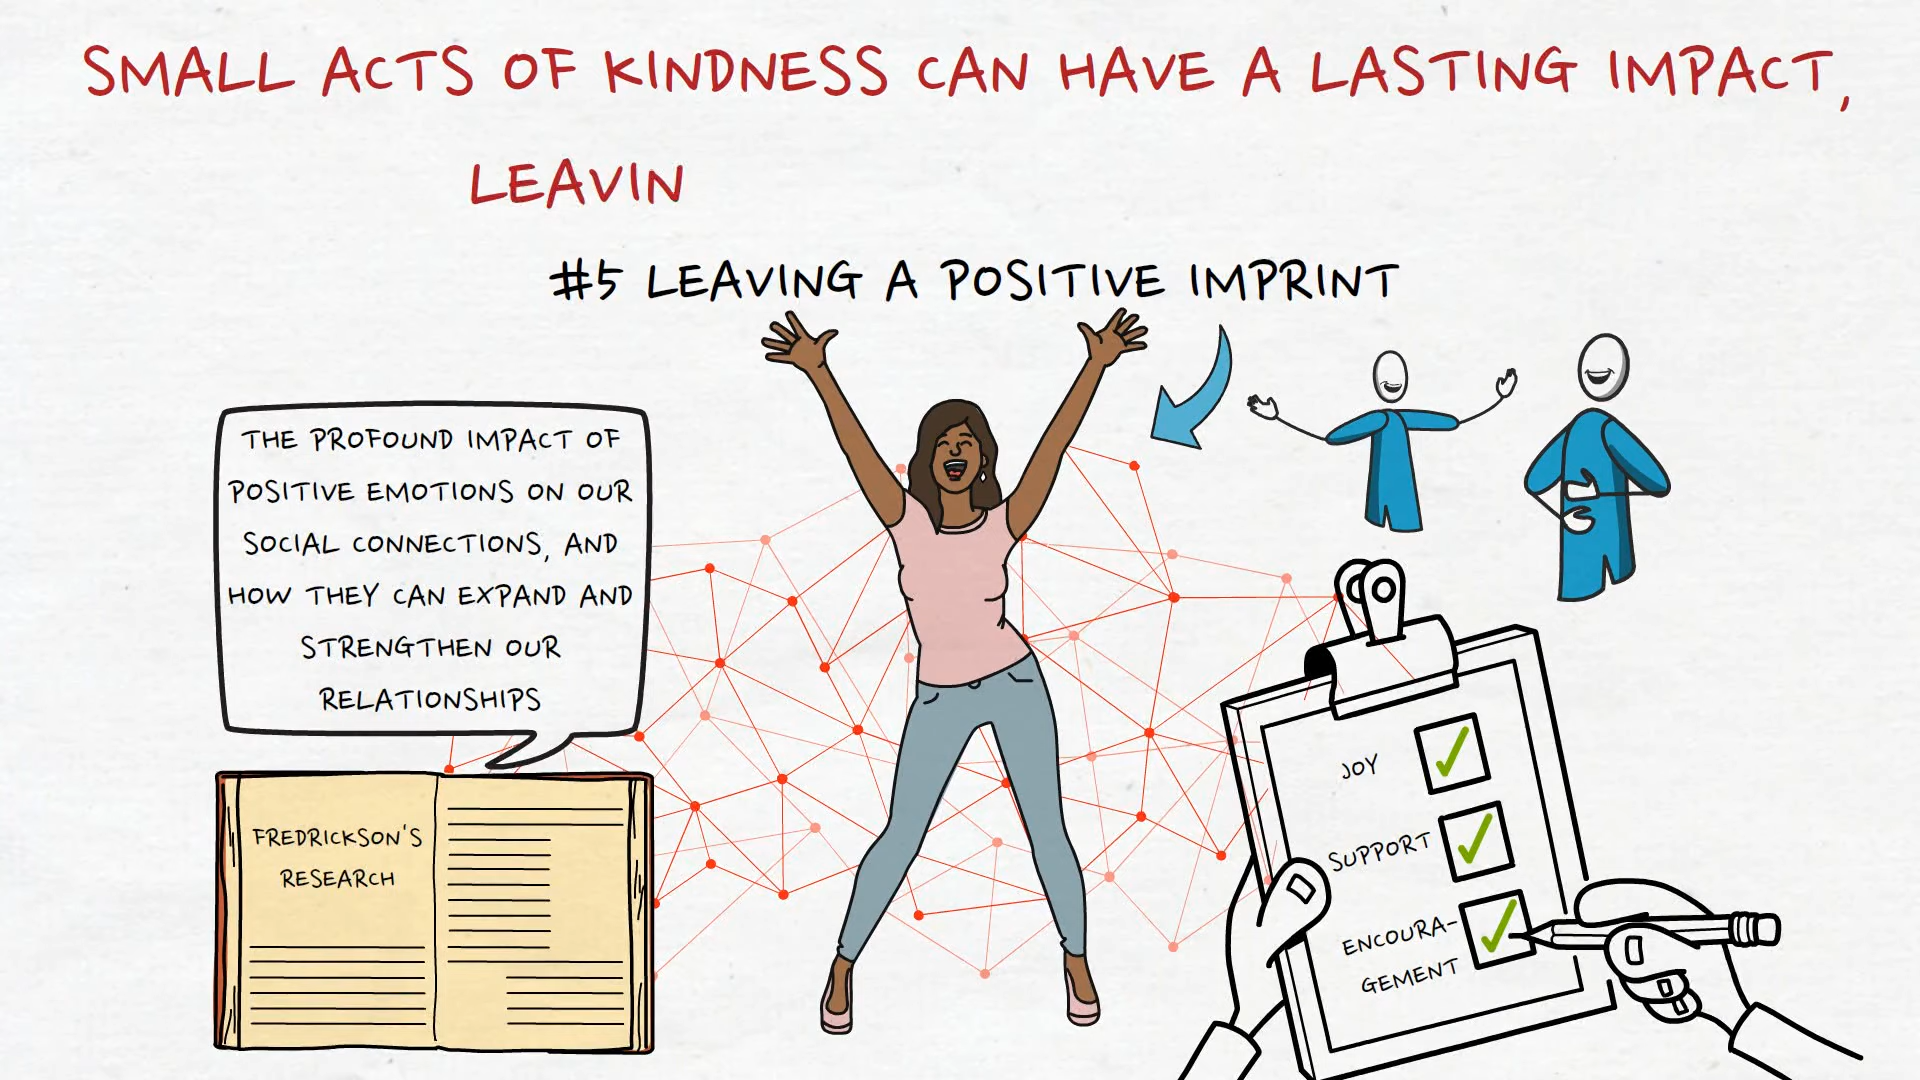 SMALL ACTS OF KINDNESS CAN HAVE A LASTING IMPACT,
LEAVIN
#5 LEAVING A POSITIVE IMPRINT
THE PROFOUND IMPACT OF
POSITIVE EMOTIONS ON OUR
SOCIAL CONNECTIONS, AND
HOW THEY CAN EXPAND AND
STRENGTHEN OUR
RELATIONSHIPS
FREDRICKSON'S
RESEARCH
JOY
SUPPORT
ENCOURA-
GEMENT